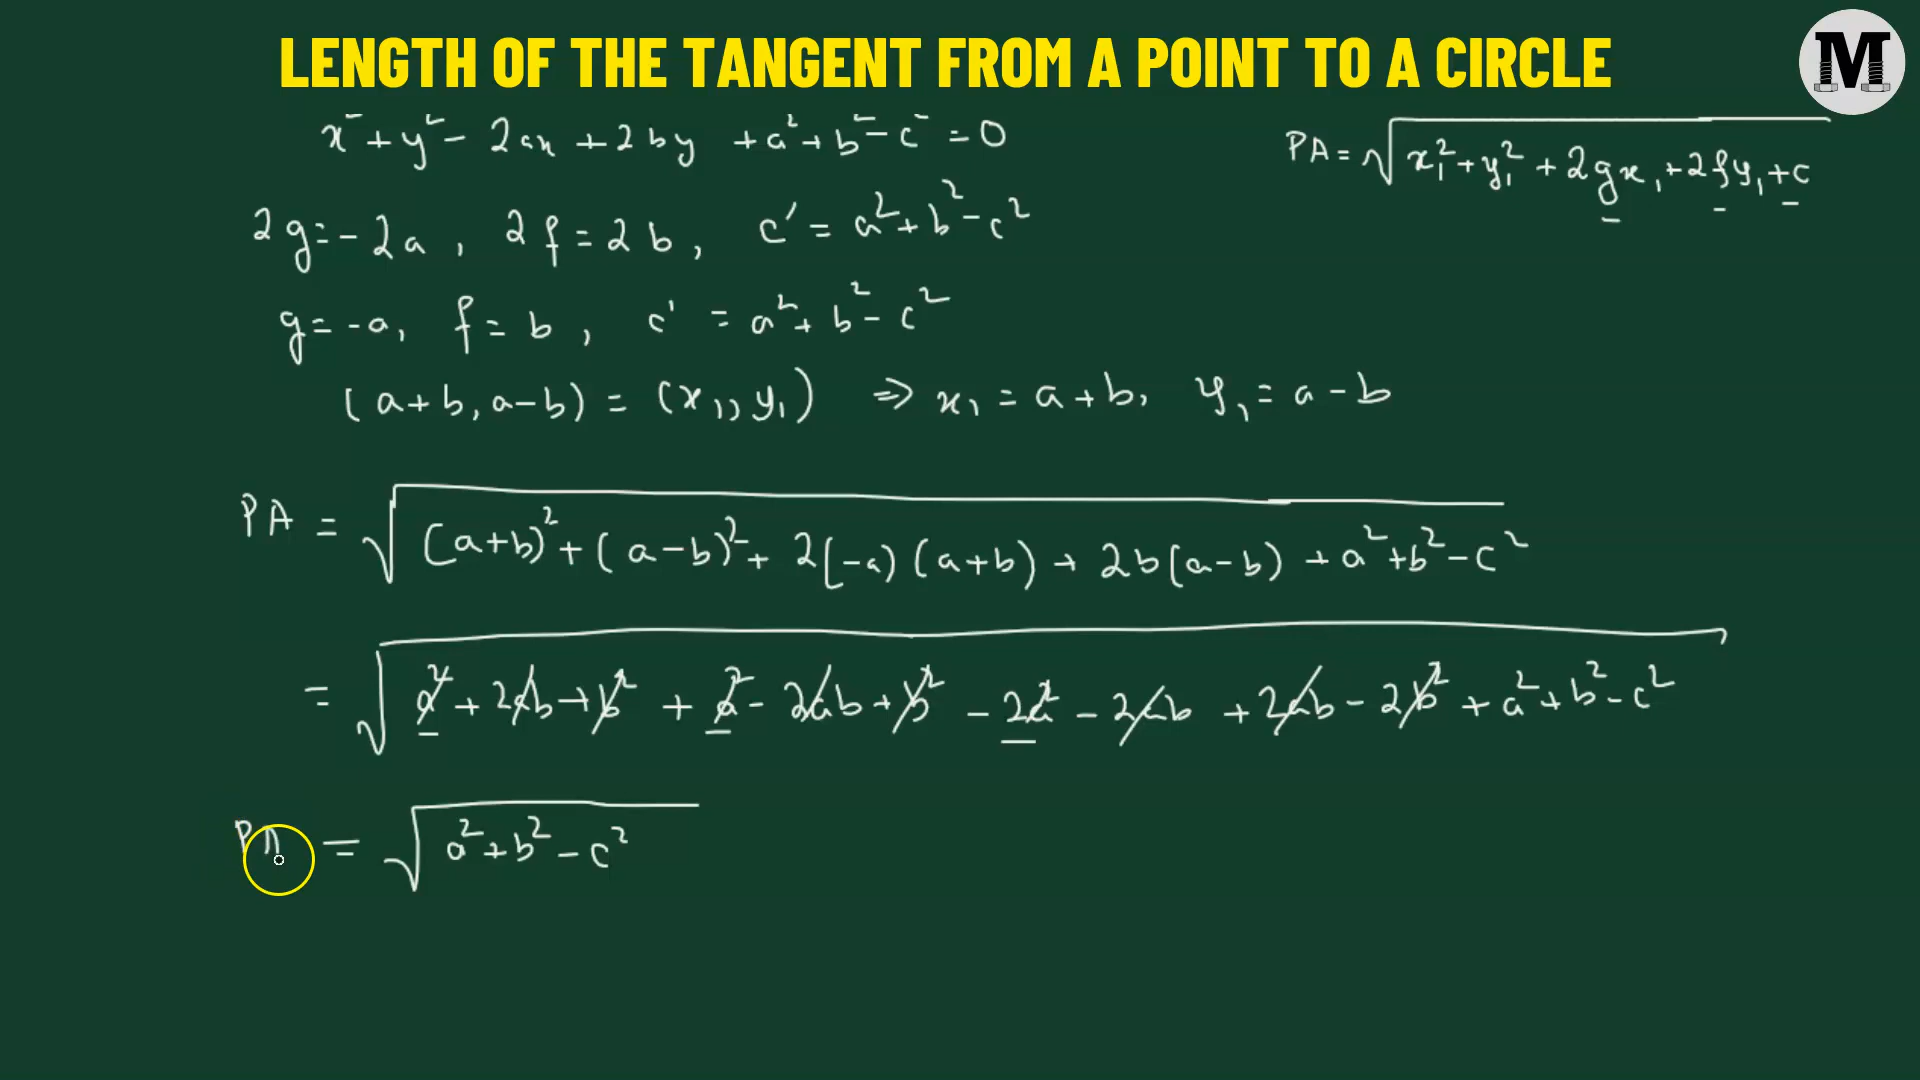 LENGTH OF THE TANGENT FROM A POINT TO A CIRCLE
M
x² + y² - 2ax + 2by + a² + b² - c² = 0
PA = √(x₁² + y₁² + 2gx₁ + 2fy₁ + c)
2g = -2a, 2f = 2b, c' = a² + b² - c²
g = -a, f = b, c' = a² + b² - c²
(a+b, a-b) = (x₁, y₁) ⇒ x₁ = a+b, y₁ = a-b
PA = √((a+b)² + (a-b)² + 2(-a)(a+b) + 2b(a-b) + a² + b² - c²)
= √(a² + 2ab + b² + a² - 2ab + b² - 2a² - 2ab + 2ab - 2b² + a² + b² - c²)
PA = √(a² + b² - c²)